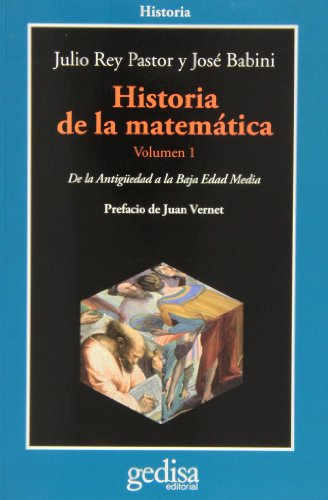 Historia
Julio Rey Pastor y José Babini
Historia
de la matemática
Volumen 1
De la Antigüedad a la Baja Edad Media
Prefacio de Juan Vernet
gedisa
editorial